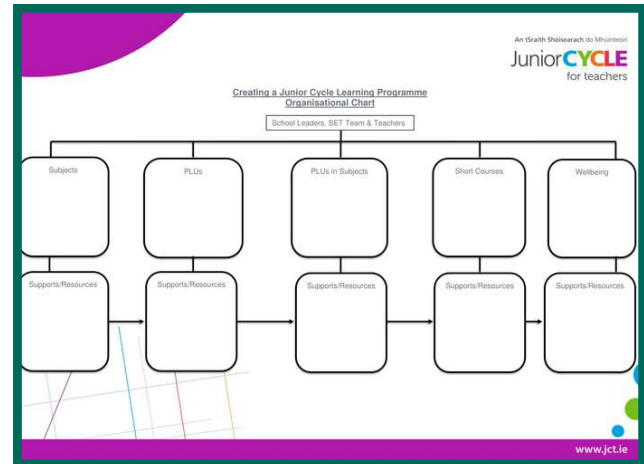 An tSraith Shóisearach do Mhúinteoirí
JuniorCYCLE
for teachers
Creating a Junior Cycle Learning Programme
Organisational Chart
School Leaders. SET Team & Teachers
Subjects
PLUs
PLUs in Subjects
Short Courses
Wellbeing
Supports/Resources
Supports/Resources
Supports/Resources
Supports/Resources
Supports/Resources
www.jct.ie